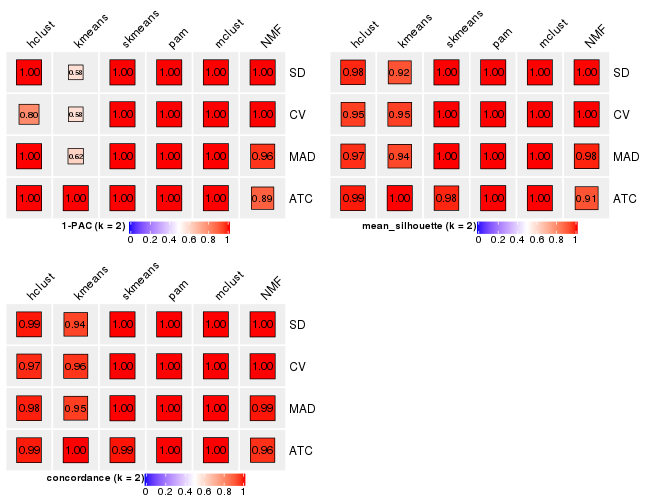 hclust kmeans skmeans pam mclust NMF
1.00 0.58 1.00 1.00 1.00 1.00 SD
0.80 0.58 1.00 1.00 1.00 1.00 CV
1.00 0.62 1.00 1.00 1.00 0.96 MAD
1.00 1.00 1.00 1.00 1.00 0.89 ATC
1-PAC (k = 2)
0 0.2 0.4 0.6 0.8 1
hclust kmeans skmeans pam mclust NMF
0.98 0.92 1.00 1.00 1.00 1.00 SD
0.95 0.95 1.00 1.00 1.00 1.00 CV
0.97 0.94 1.00 1.00 1.00 0.98 MAD
0.99 1.00 0.98 1.00 1.00 0.91 ATC
mean_silhouette (k = 2)
0 0.2 0.4 0.6 0.8 1
hclust kmeans skmeans pam mclust NMF
0.99 0.94 1.00 1.00 1.00 1.00 SD
0.97 0.96 1.00 1.00 1.00 1.00 CV
0.98 0.95 1.00 1.00 1.00 0.99 MAD
0.99 1.00 0.99 1.00 1.00 0.96 ATC
concordance (k = 2)
0 0.2 0.4 0.6 0.8 1